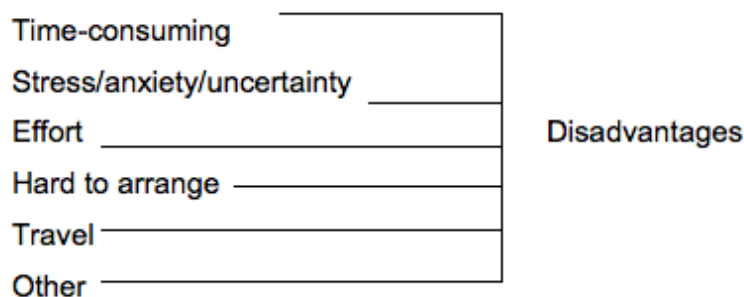 Time-consuming
Stress/anxiety/uncertainty
Effort
Disadvantages
Hard to arrange
Travel
Other